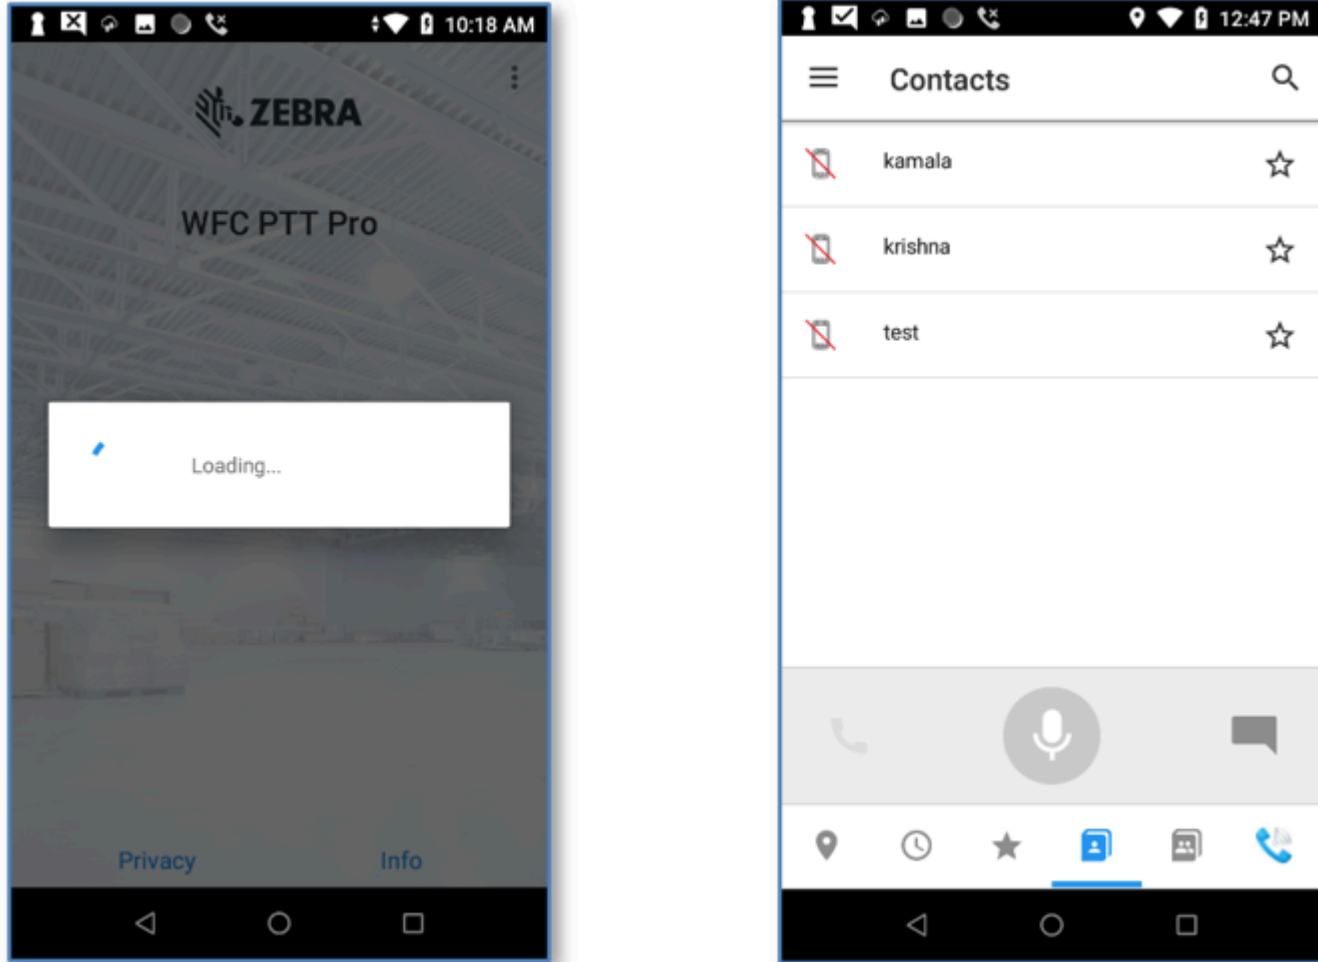 10:18 AM
ZEBRA
WFC PTT Pro
Loading...
Privacy
Info
12:47 PM
Contacts
kamala
krishna
test